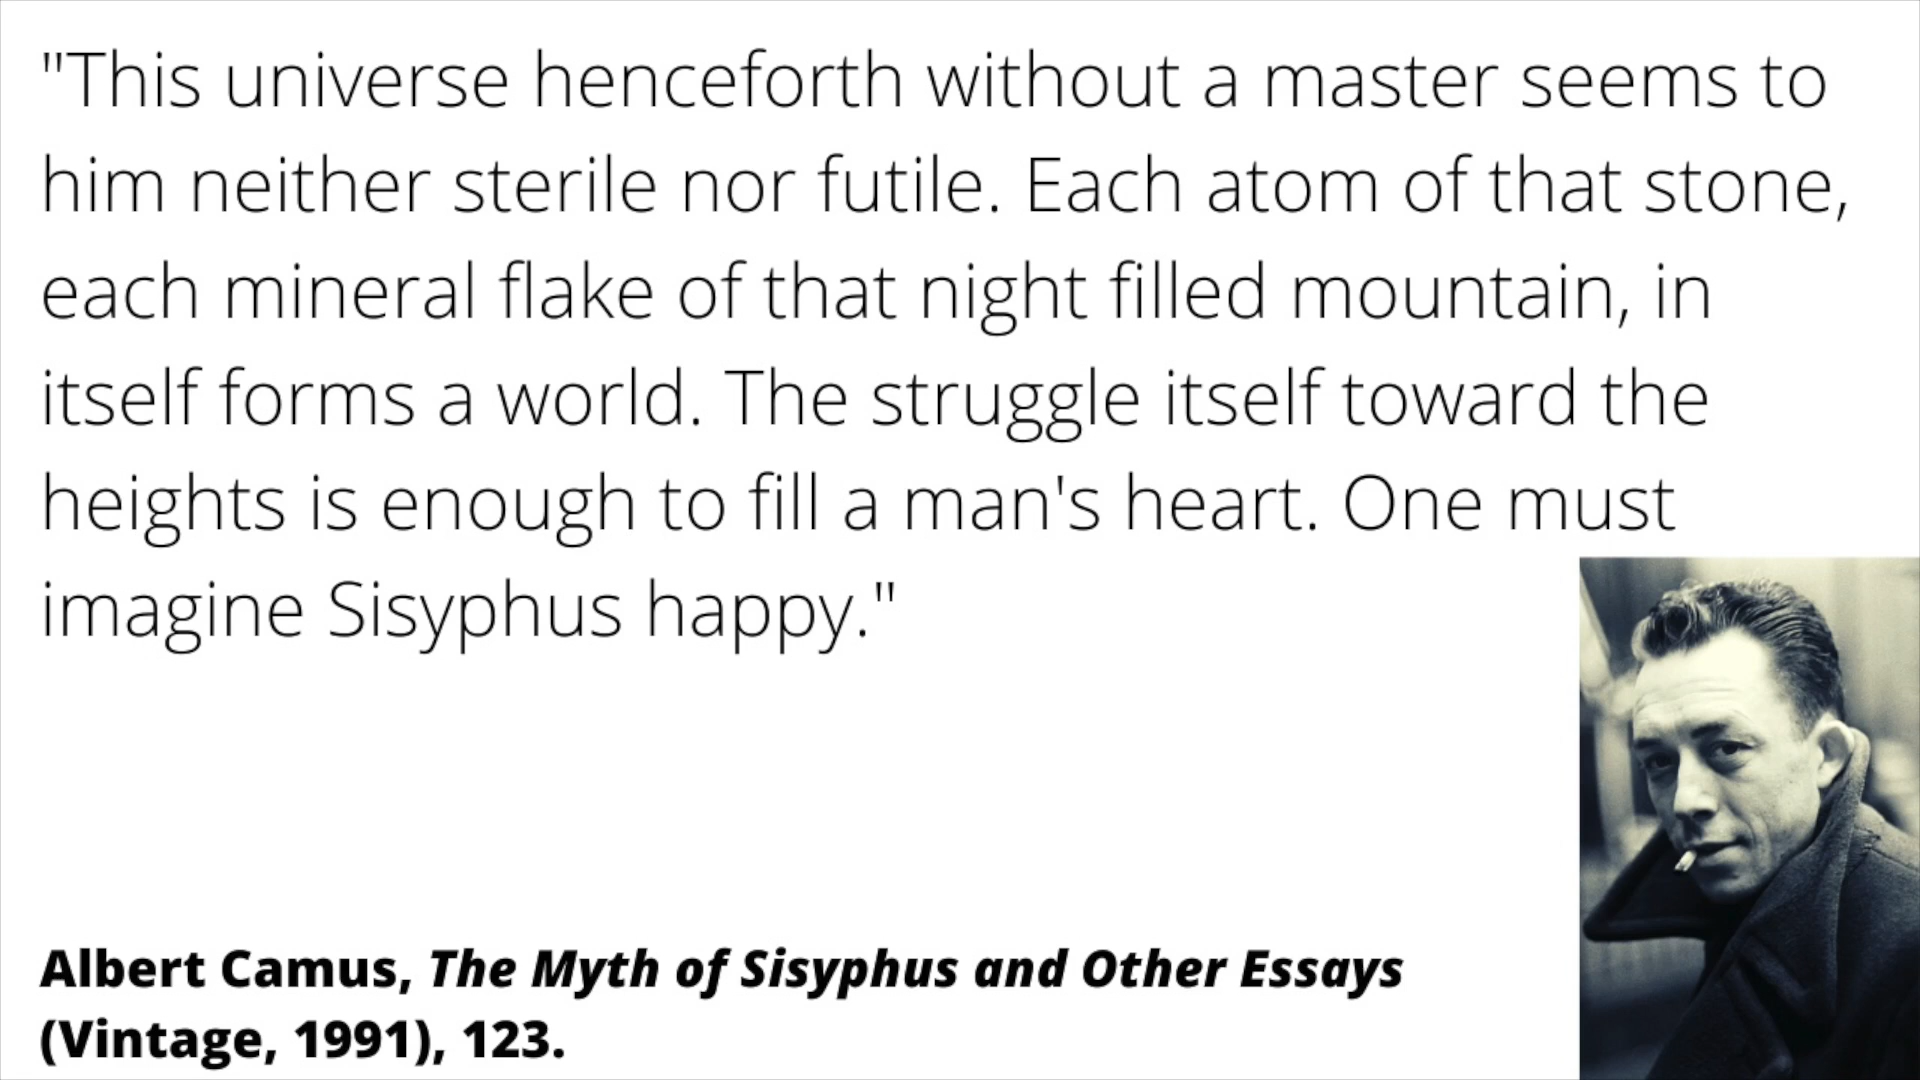 "This universe henceforth without a master seems to
him neither sterile nor futile. Each atom of that stone,
each mineral flake of that night filled mountain, in
itself forms a world. The struggle itself toward the
heights is enough to fill a man's heart. One must
imagine Sisyphus happy."
Albert Camus, The Myth of Sisyphus and Other Essays
(Vintage, 1991), 123.